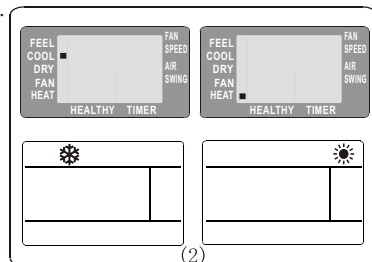 FEEL
COOL
DRY
FAN
HEAT
FAN
SPEED
AIR
SWING
HEALTHY TIMER
FEEL
COOL
DRY
FAN
HEAT
FAN
SPEED
AIR
SWING
HEALTHY TIMER
(2)